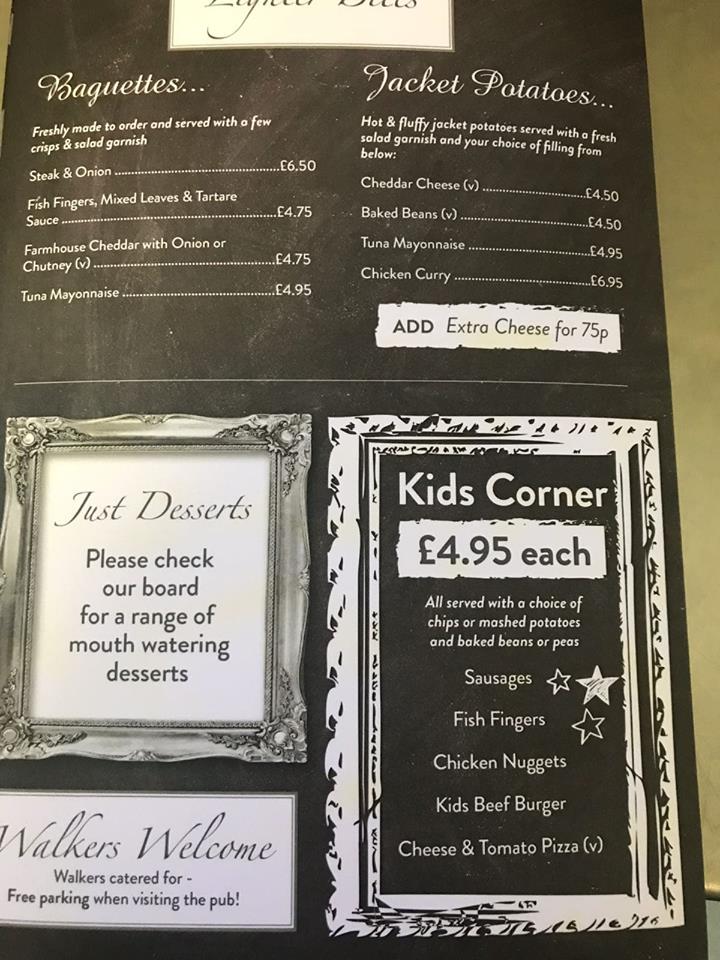 Lighter Bites
Baguettes...
Freshly made to order and served with a few
crisps & salad garnish
Steak & Onion ..........................................£6.50
Fish Fingers, Mixed Leaves & Tartare
Sauce ......................................................£4.75
Farmhouse Cheddar with Onion or
Chutney (v) ..............................................£4.75
Tuna Mayonnaise .......................................£4.95
Jacket Potatoes...
Hot & fluffy jacket potatoes served with a fresh
salad garnish and your choice of filling from
below:
Cheddar Cheese (v) ..........................£4.50
Baked Beans (v) ................................£4.50
Tuna Mayonnaise ..............................£4.95
Chicken Curry ...................................£6.95
ADD Extra Cheese for 75p
Just Desserts
Please check
our board
for a range of
mouth watering
desserts
Walkers Welcome
Walkers catered for -
Free parking when visiting the pub!
Kids Corner
£4.95 each
All served with a choice of
chips or mashed potatoes
and baked beans or peas
Sausages
Fish Fingers
Chicken Nuggets
Kids Beef Burger
Cheese & Tomato Pizza (v)